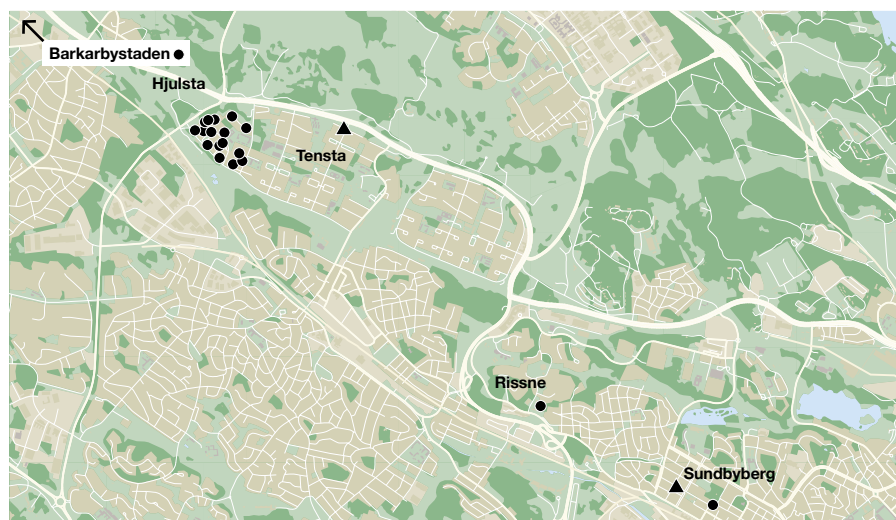 Barkarbystaden
Hjulsta
Tensta
Rissne
Sundbyberg